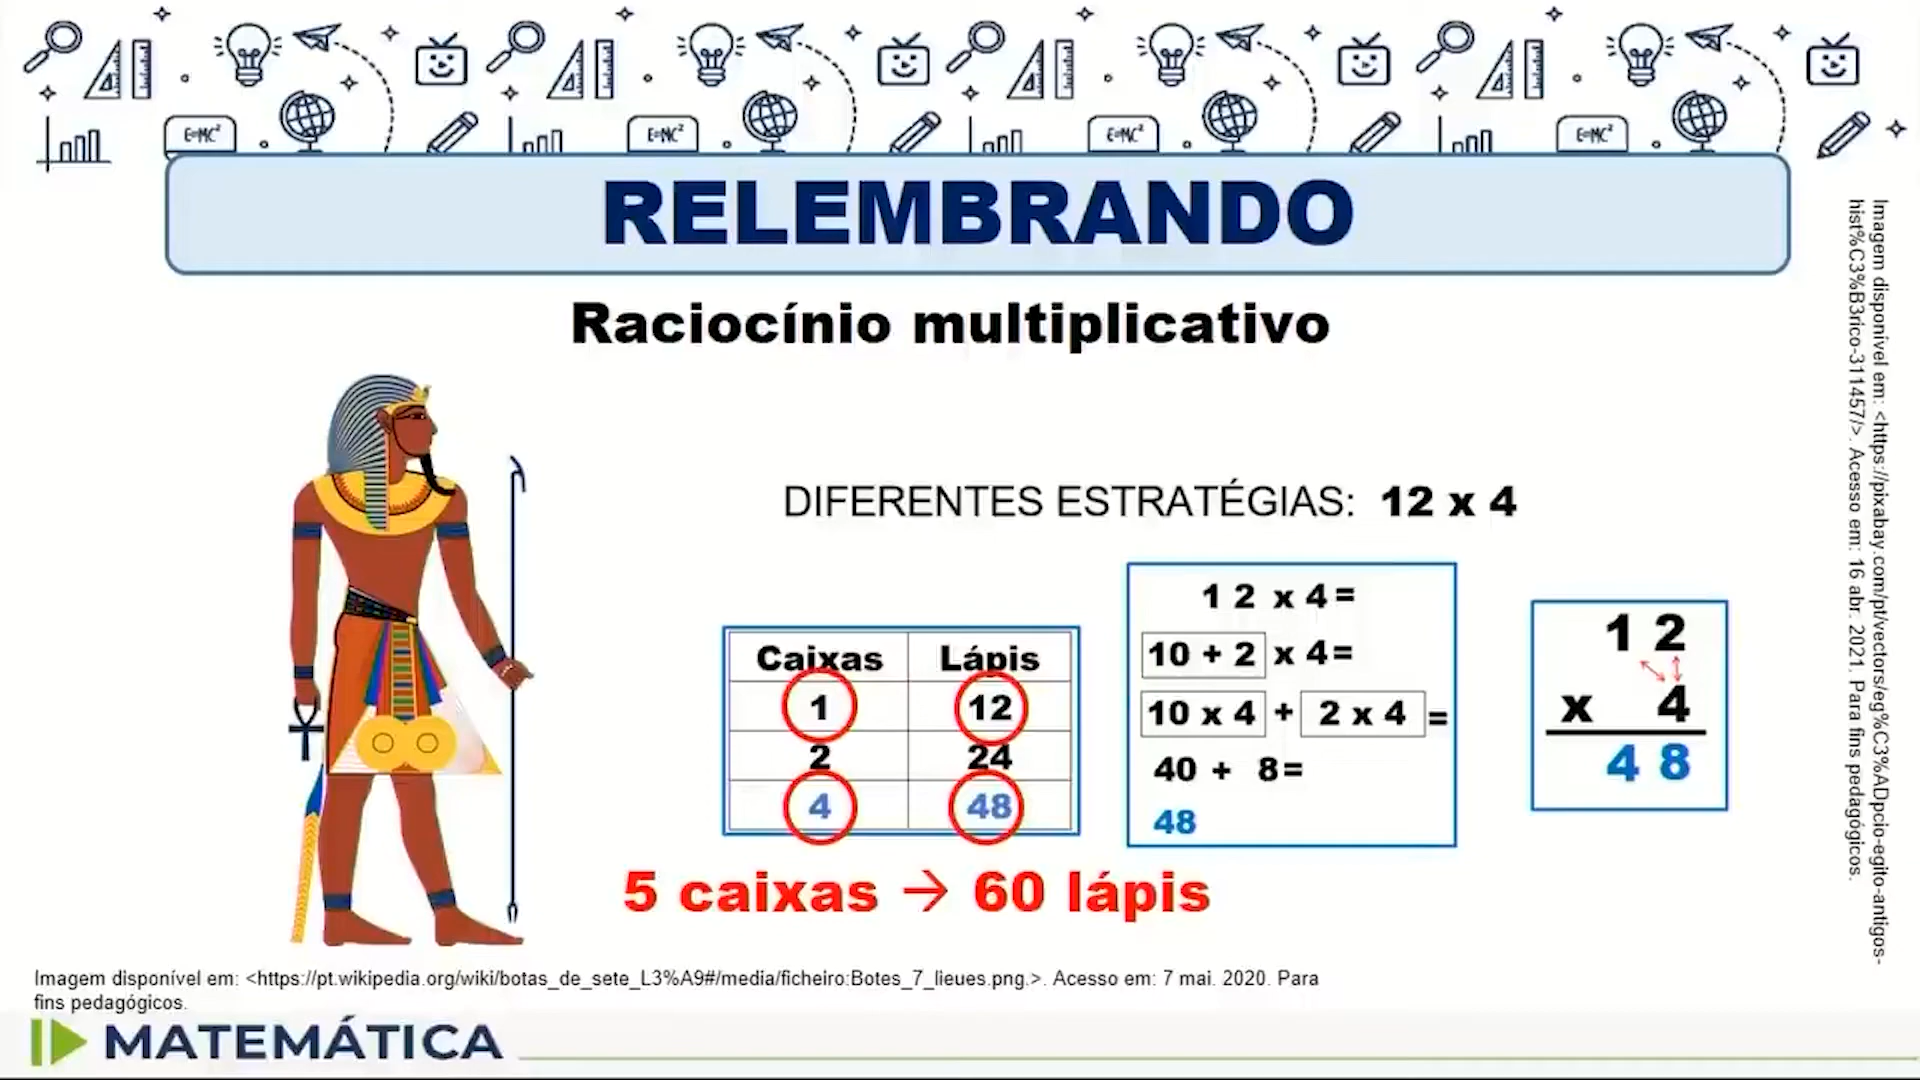 E=MC²
E=MC²
E=MC²
E=MC²
RELEMBRANDO
Raciocínio multiplicativo
DIFERENTES ESTRATÉGIAS: 12 x 4
Caixas Lápis
1 12
2 24
4 48
1 2 x 4=
10 + 2 x 4=
10 x 4 + 2 x 4 =
40 + 8=
48
1 2
x 4
4 8
5 caixas → 60 lápis
Imagem disponível em: <https://pixabay.com/pt/vectors/eg%C3%ADpcio-egito-antigos-
hist%C3%B3rico-311457/>. Acesso em: 16 abr. 2021. Para fins pedagógicos.
Imagem disponível em: <https://pt.wikipedia.org/wiki/botas_de_sete_L3%A9#/media/ficheiro:Botes_7_lieues.png.>. Acesso em: 7 mai. 2020. Para
fins pedagógicos.
MATEMÁTICA